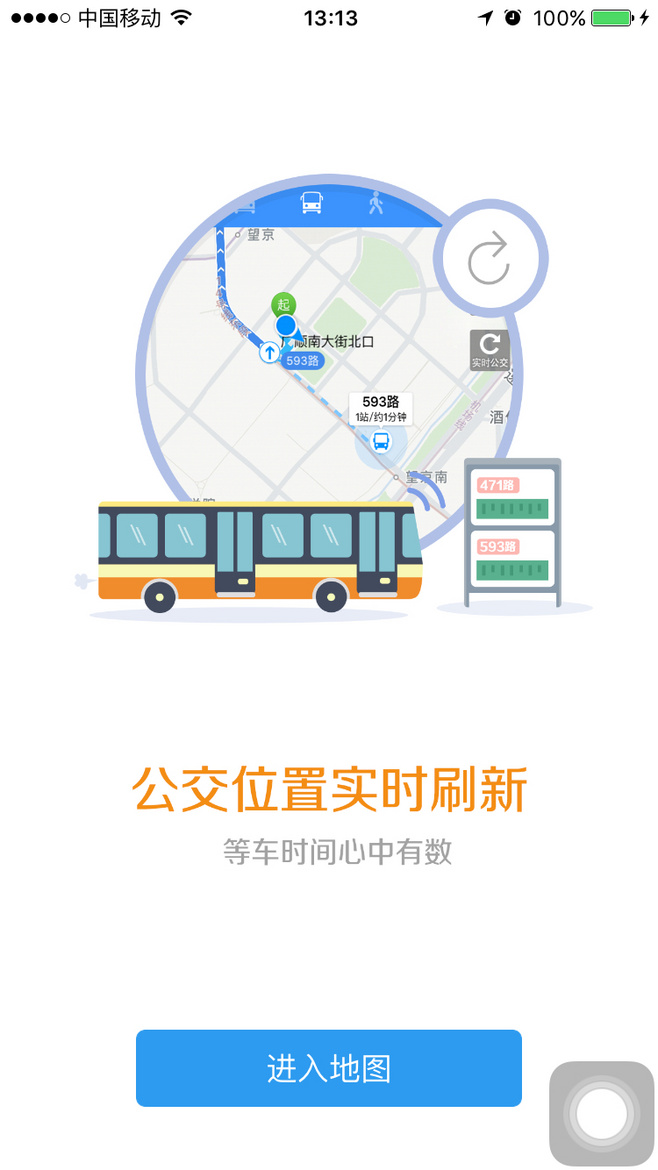 中国移动 13:13 100%
望京
起
广顺南大街北口
593路
实时公交
593路
1站/约1分钟
望京南
471路
593路
公交位置实时刷新
等车时间心中有数
进入地图